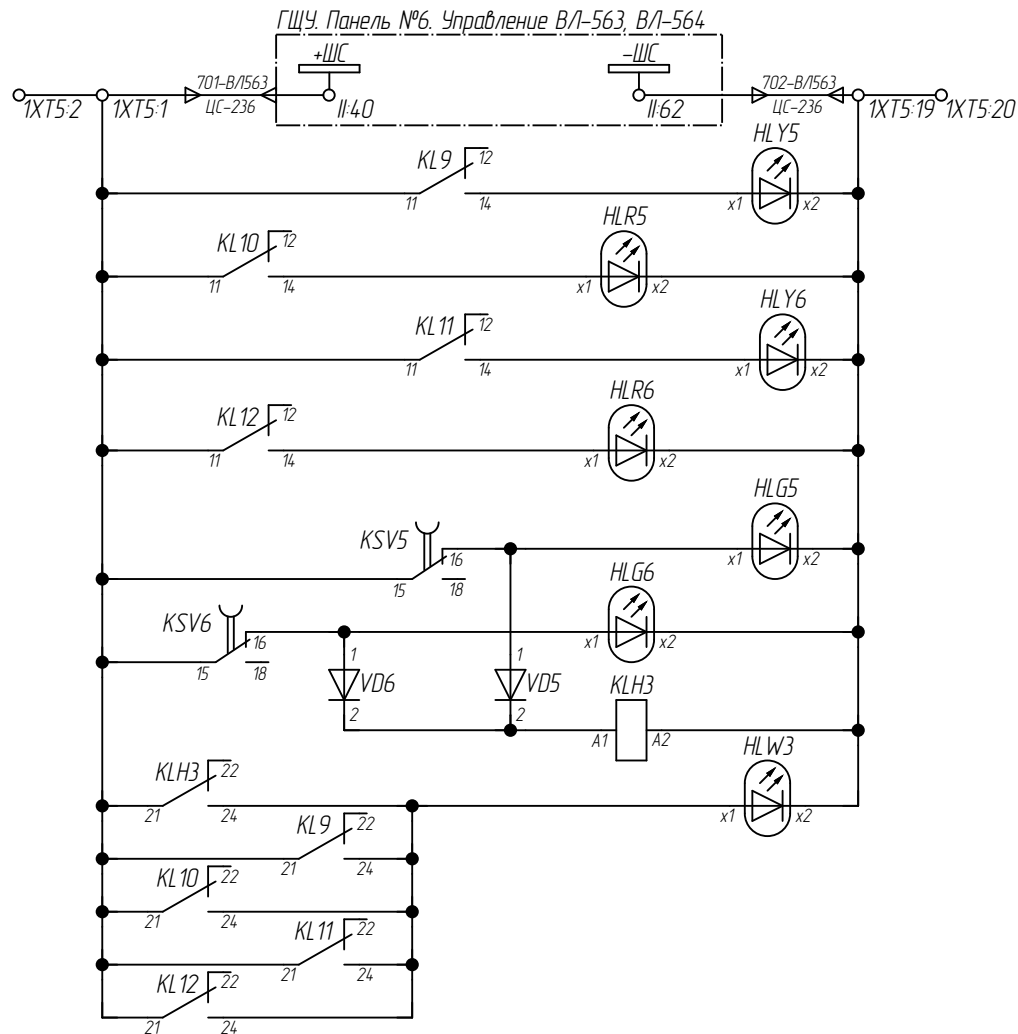 ГЩУ. Панель №6. Управление ВЛ-563, ВЛ-564
+ШС
-ШС
701-ВЛ563
702-ВЛ563
1XT5:2
1XT5:1
ЦС-236
II:40
II:62
ЦС-236
1XT5:19
1XT5:20
KL9
12
11
14
HLY5
x1
x2
KL10
12
11
14
HLR5
x1
x2
KL11
12
11
14
HLY6
x1
x2
KL12
12
11
14
HLR6
x1
x2
KSV5
16
15
18
HLG5
x1
x2
KSV6
16
15
18
HLG6
x1
x2
1
VD6
2
1
VD5
2
KLH3
A1
A2
KLH3
22
21
24
HLW3
x1
x2
KL9
22
21
24
KL10
22
21
24
KL11
22
21
24
KL12
22
21
24